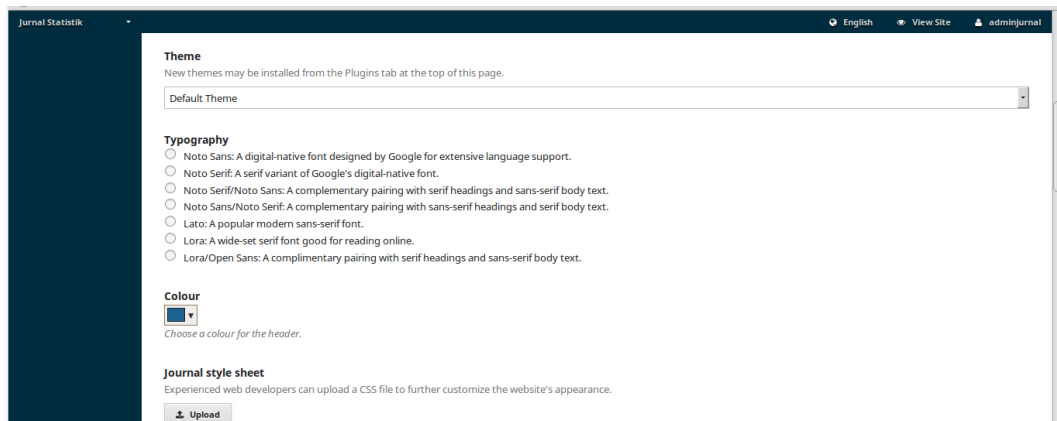 Jurnal Statistik English View Site adminjurnal
Theme
New themes may be installed from the Plugins tab at the top of this page.
Default Theme
Typography
Noto Sans: A digital-native font designed by Google for extensive language support.
Noto Serif: A serif variant of Google's digital-native font.
Noto Serif/Noto Sans: A complementary pairing with serif headings and sans-serif body text.
Noto Sans/Noto Serif: A complementary pairing with sans-serif headings and serif body text.
Lato: A popular modern sans-serif font.
Lora: A wide-set serif font good for reading online.
Lora/Open Sans: A complimentary pairing with serif headings and sans-serif body text.
Colour
Choose a colour for the header.
Journal style sheet
Experienced web developers can upload a CSS file to further customize the website's appearance.
Upload